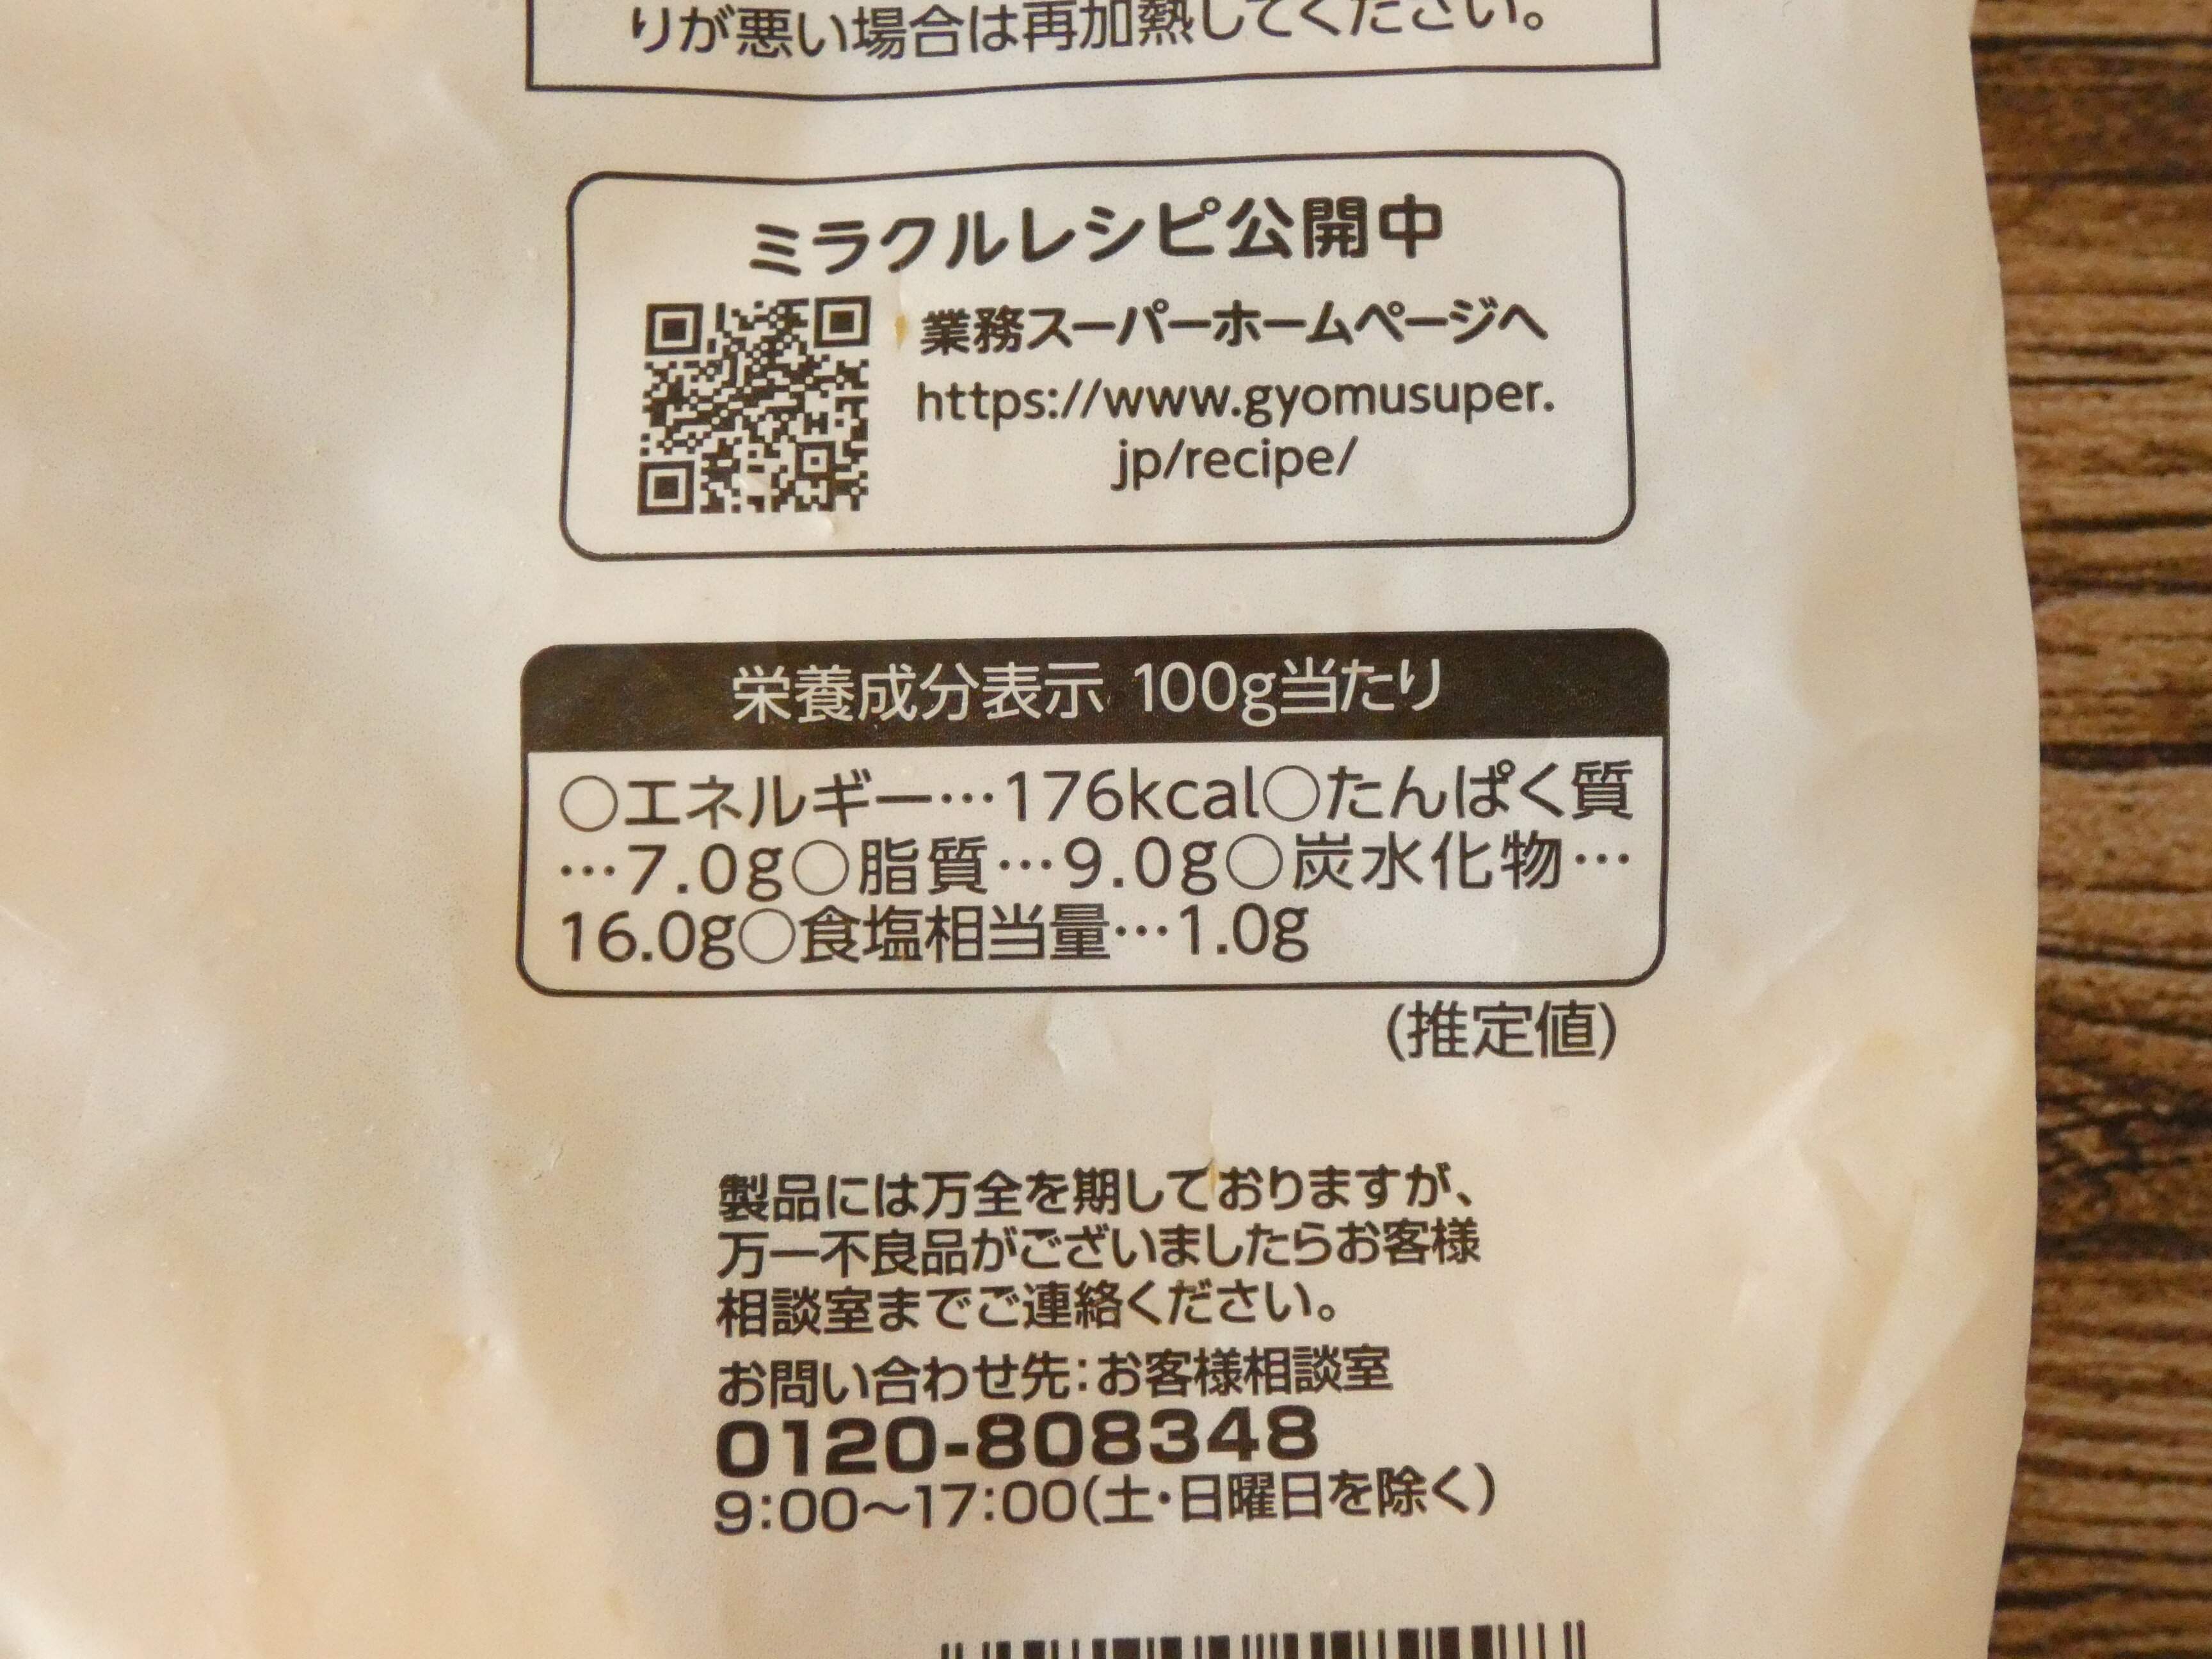 りが悪い場合は再加熱してください。
ミラクルレシピ公開中
業務スーパーホームページへ
https://www.gyomusuper.
jp/recipe/
栄養成分表示 100g当たり
○エネルギー…176kcal○たんぱく質
…7.0g○脂質…9.0g○炭水化物…
16.0g○食塩相当量…1.0g
(推定値)
製品には万全を期しておりますが、
万一不良品がございましたらお客様
相談室までご連絡ください。
お問い合わせ先:お客様相談室
0120-808348
9:00～17:00(土・日曜日を除く)